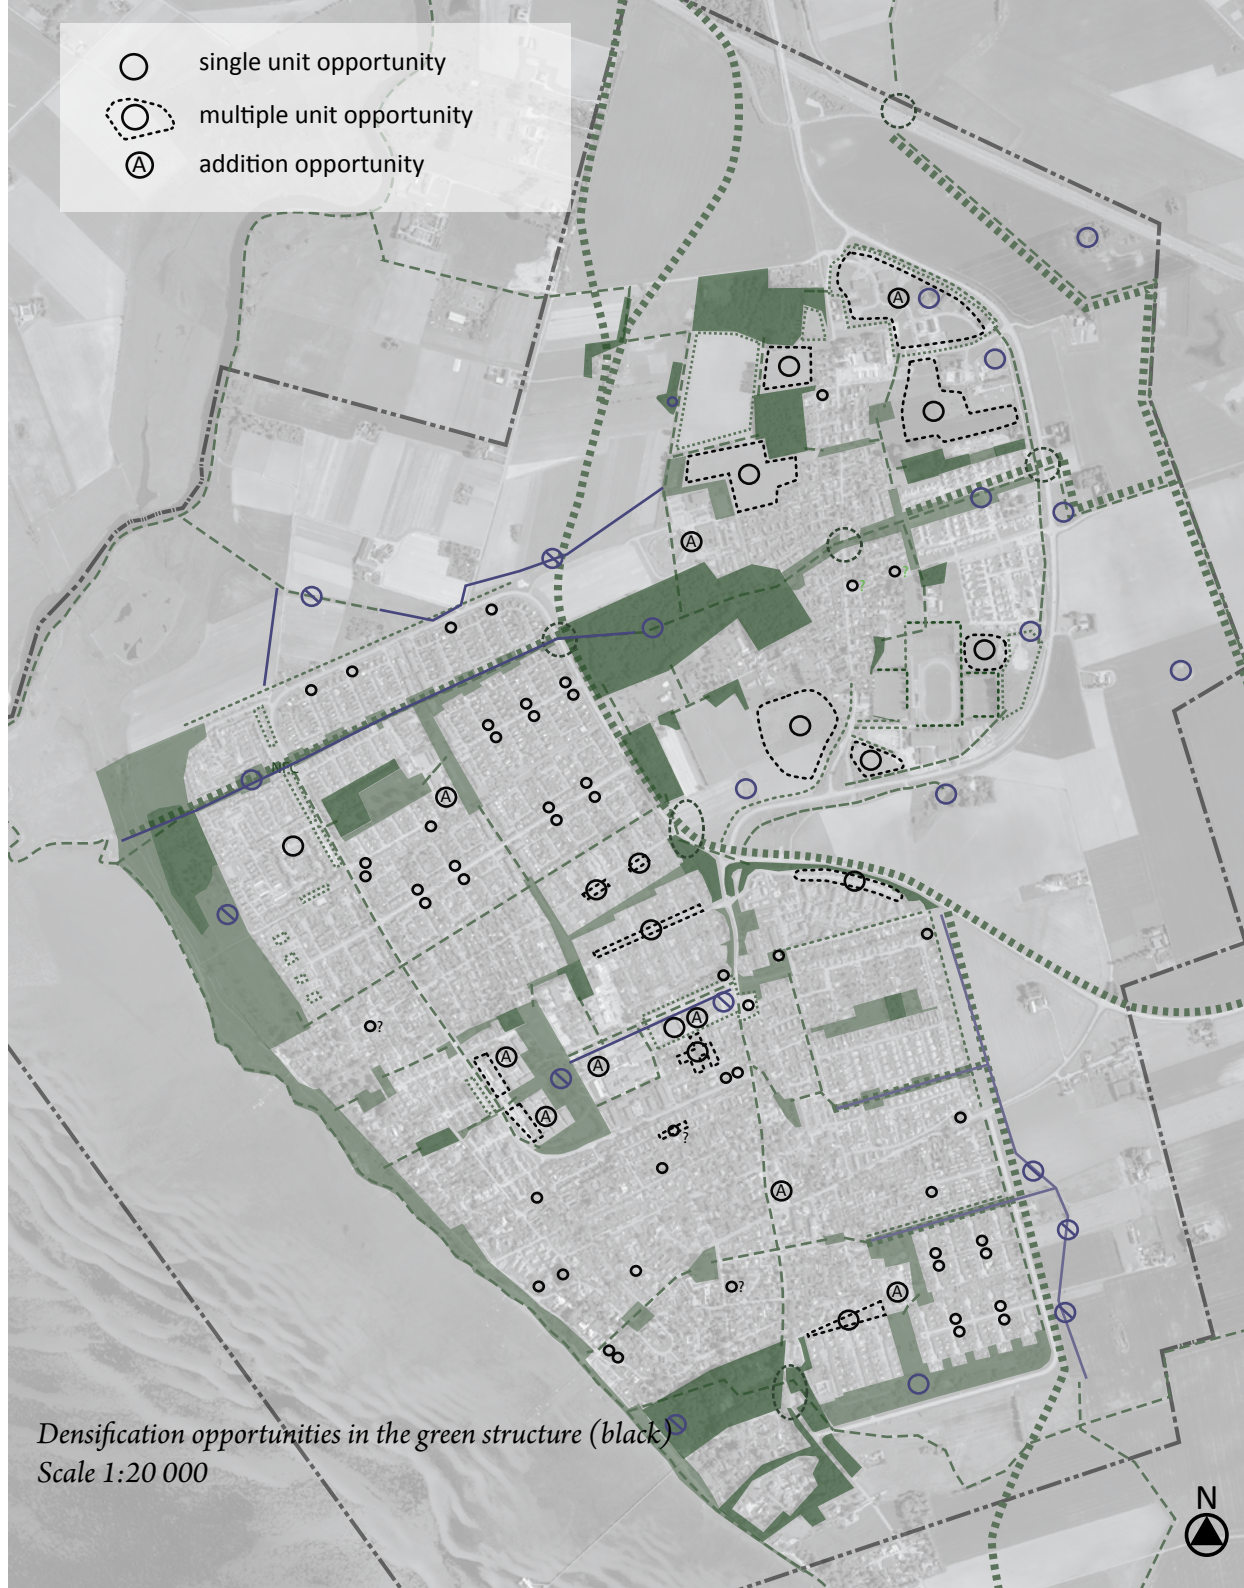 single unit opportunity
multiple unit opportunity
A addition opportunity
A
A
NFL
A
?
A
A
A
A
?
A
?
A
Densification opportunities in the green structure (black)
Scale 1:20 000
N